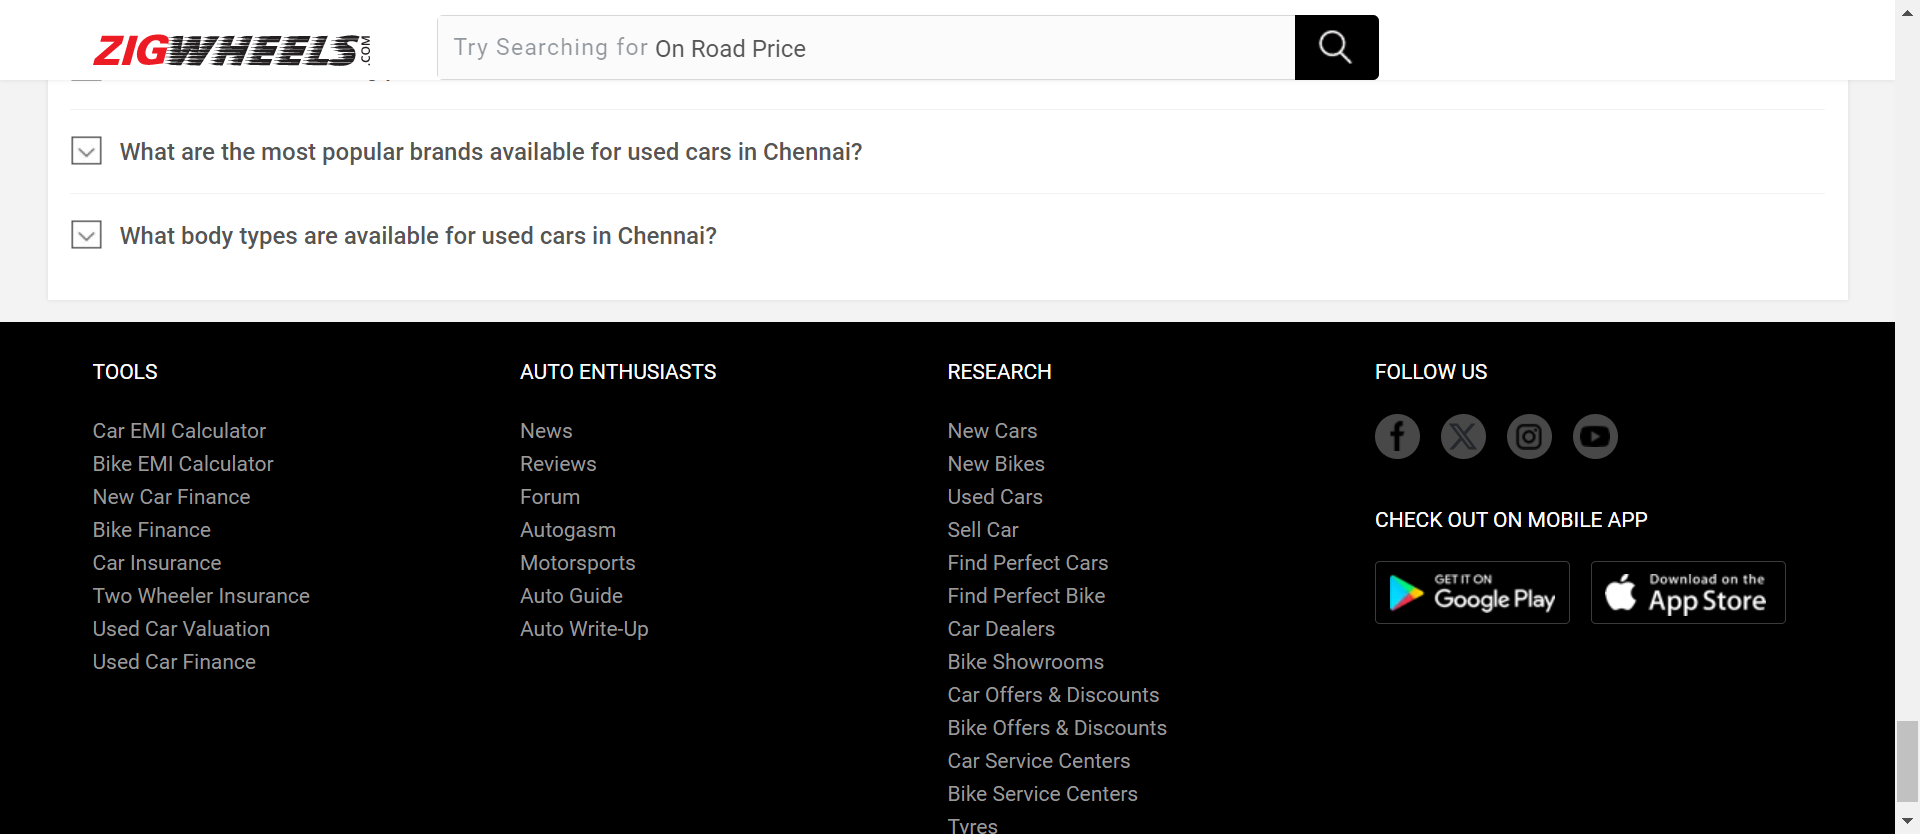 ZIGWHEELS.COM
Try Searching for On Road Price
What are the most popular brands available for used cars in Chennai?
What body types are available for used cars in Chennai?
TOOLS
Car EMI Calculator
Bike EMI Calculator
New Car Finance
Bike Finance
Car Insurance
Two Wheeler Insurance
Used Car Valuation
Used Car Finance
AUTO ENTHUSIASTS
News
Reviews
Forum
Autogasm
Motorsports
Auto Guide
Auto Write-Up
RESEARCH
New Cars
New Bikes
Used Cars
Sell Car
Find Perfect Cars
Find Perfect Bike
Car Dealers
Bike Showrooms
Car Offers & Discounts
Bike Offers & Discounts
Car Service Centers
Bike Service Centers
Tyres
FOLLOW US
CHECK OUT ON MOBILE APP
GET IT ON
Google Play
Download on the
App Store